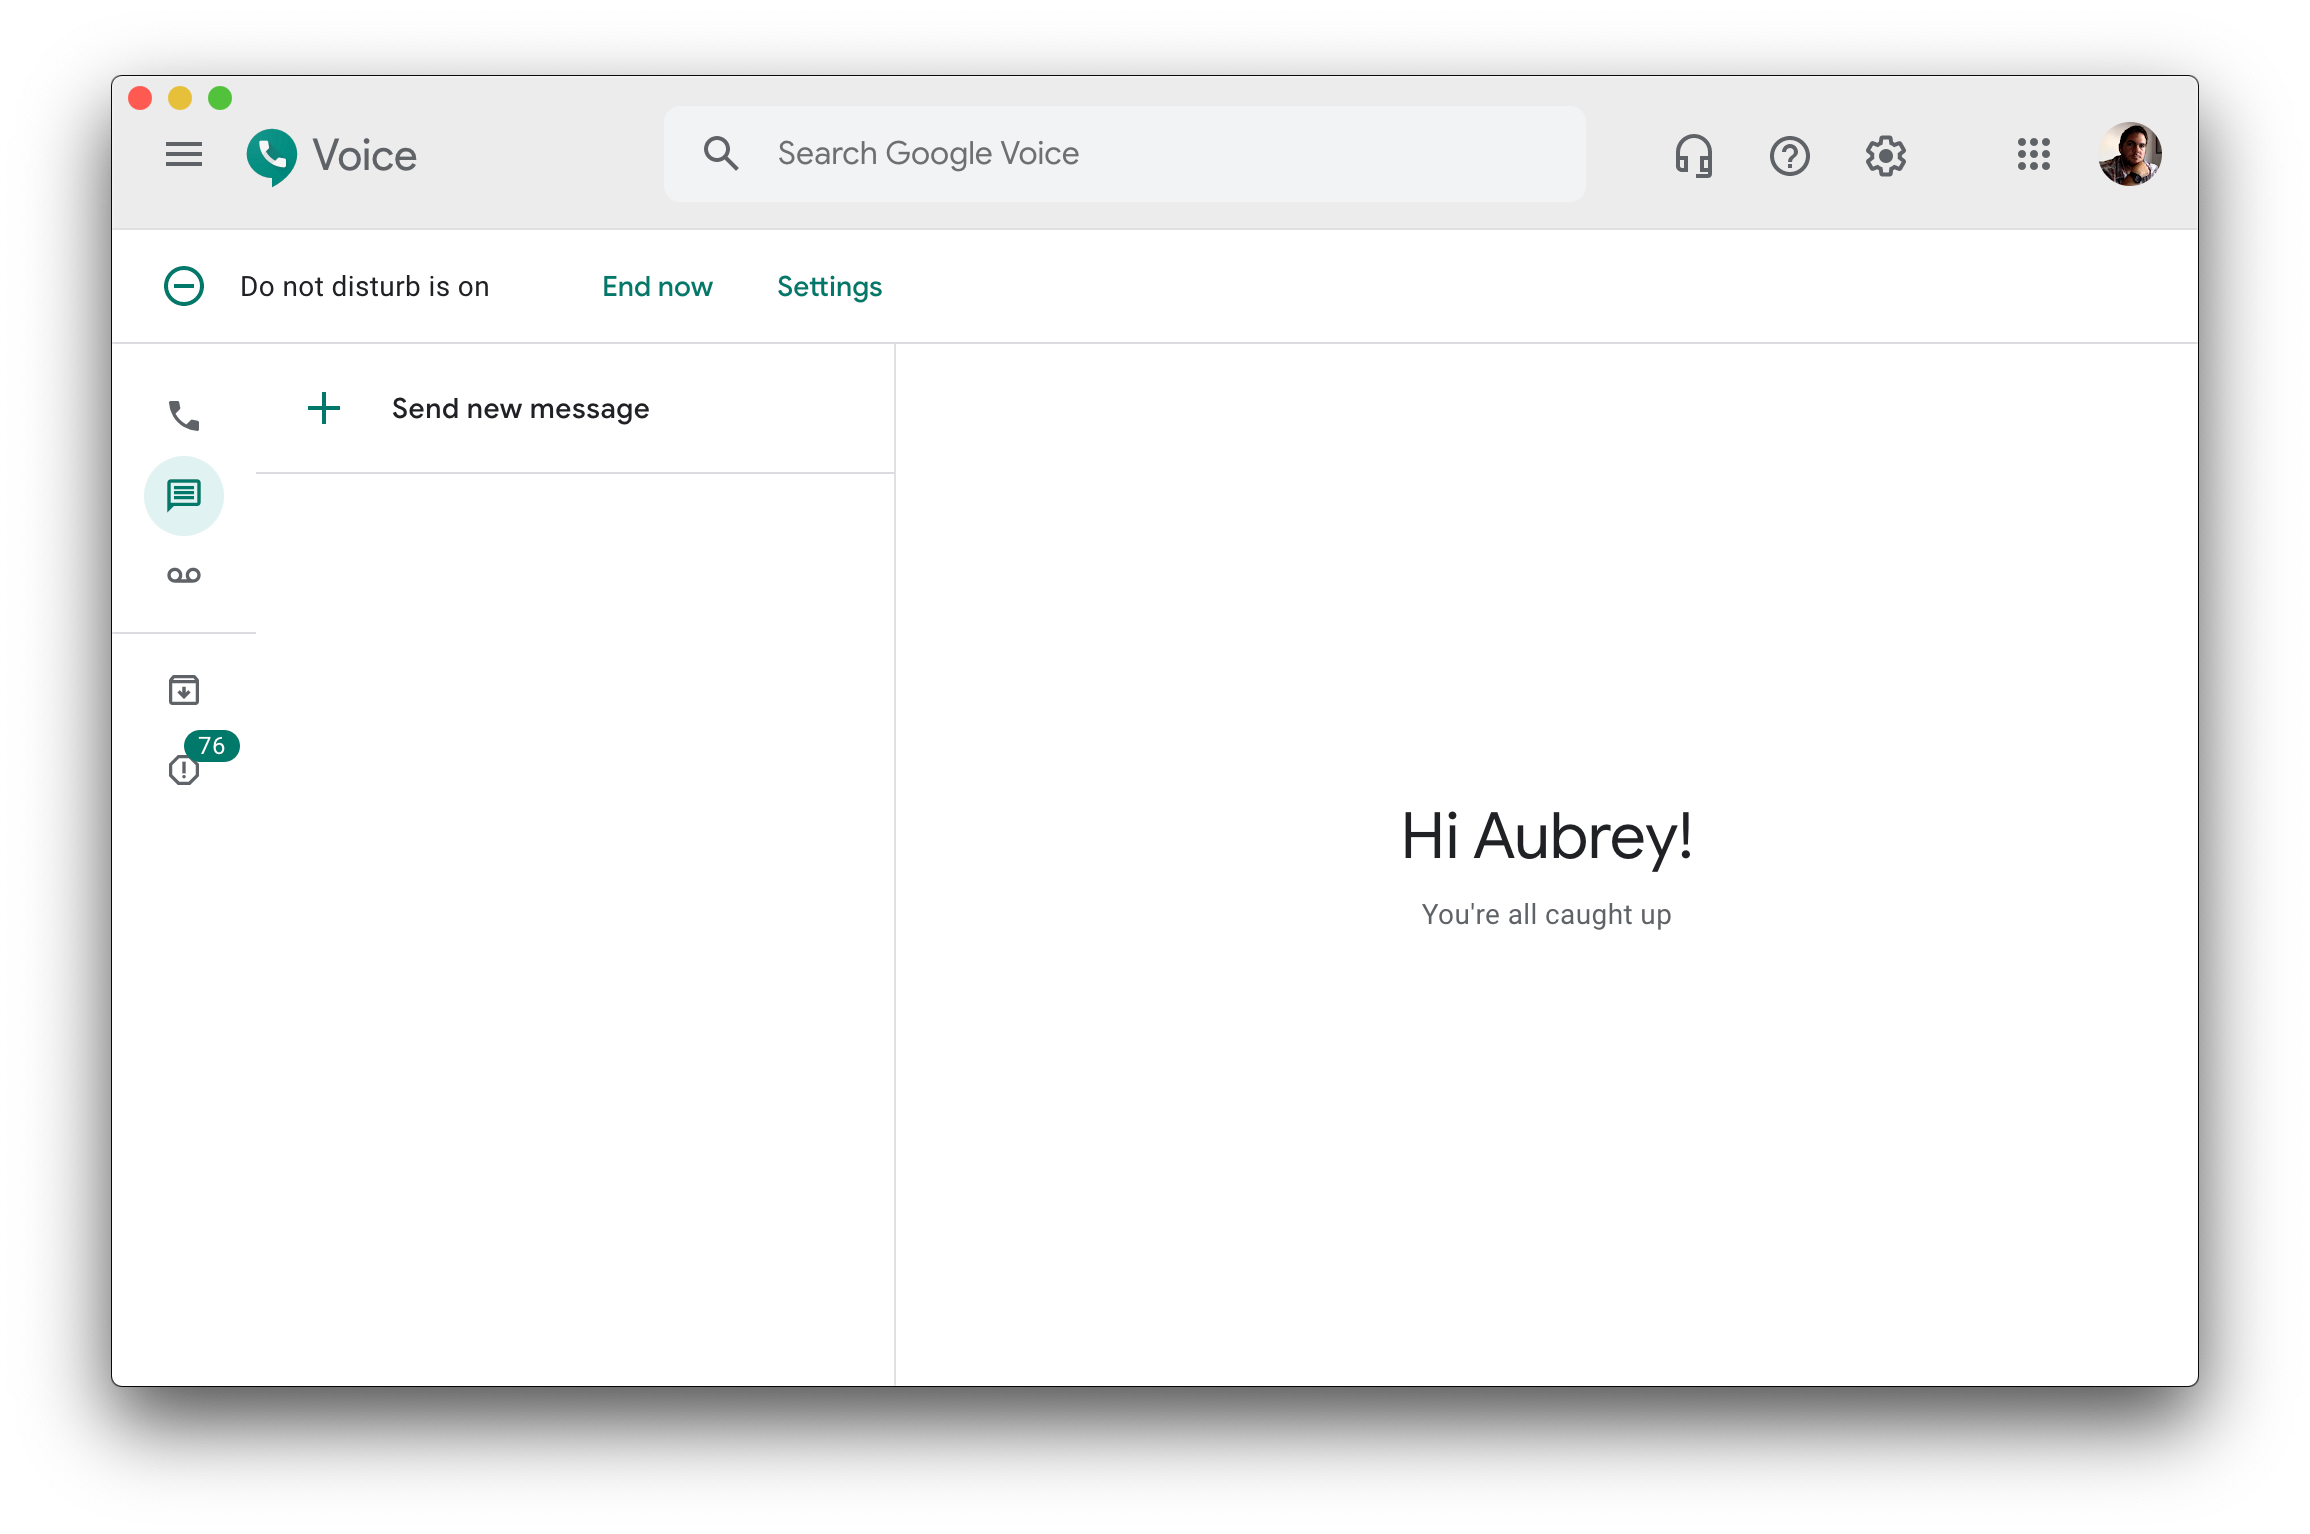 Voice
Search Google Voice
Do not disturb is on
End now
Settings
Send new message
76
Hi Aubrey!
You're all caught up